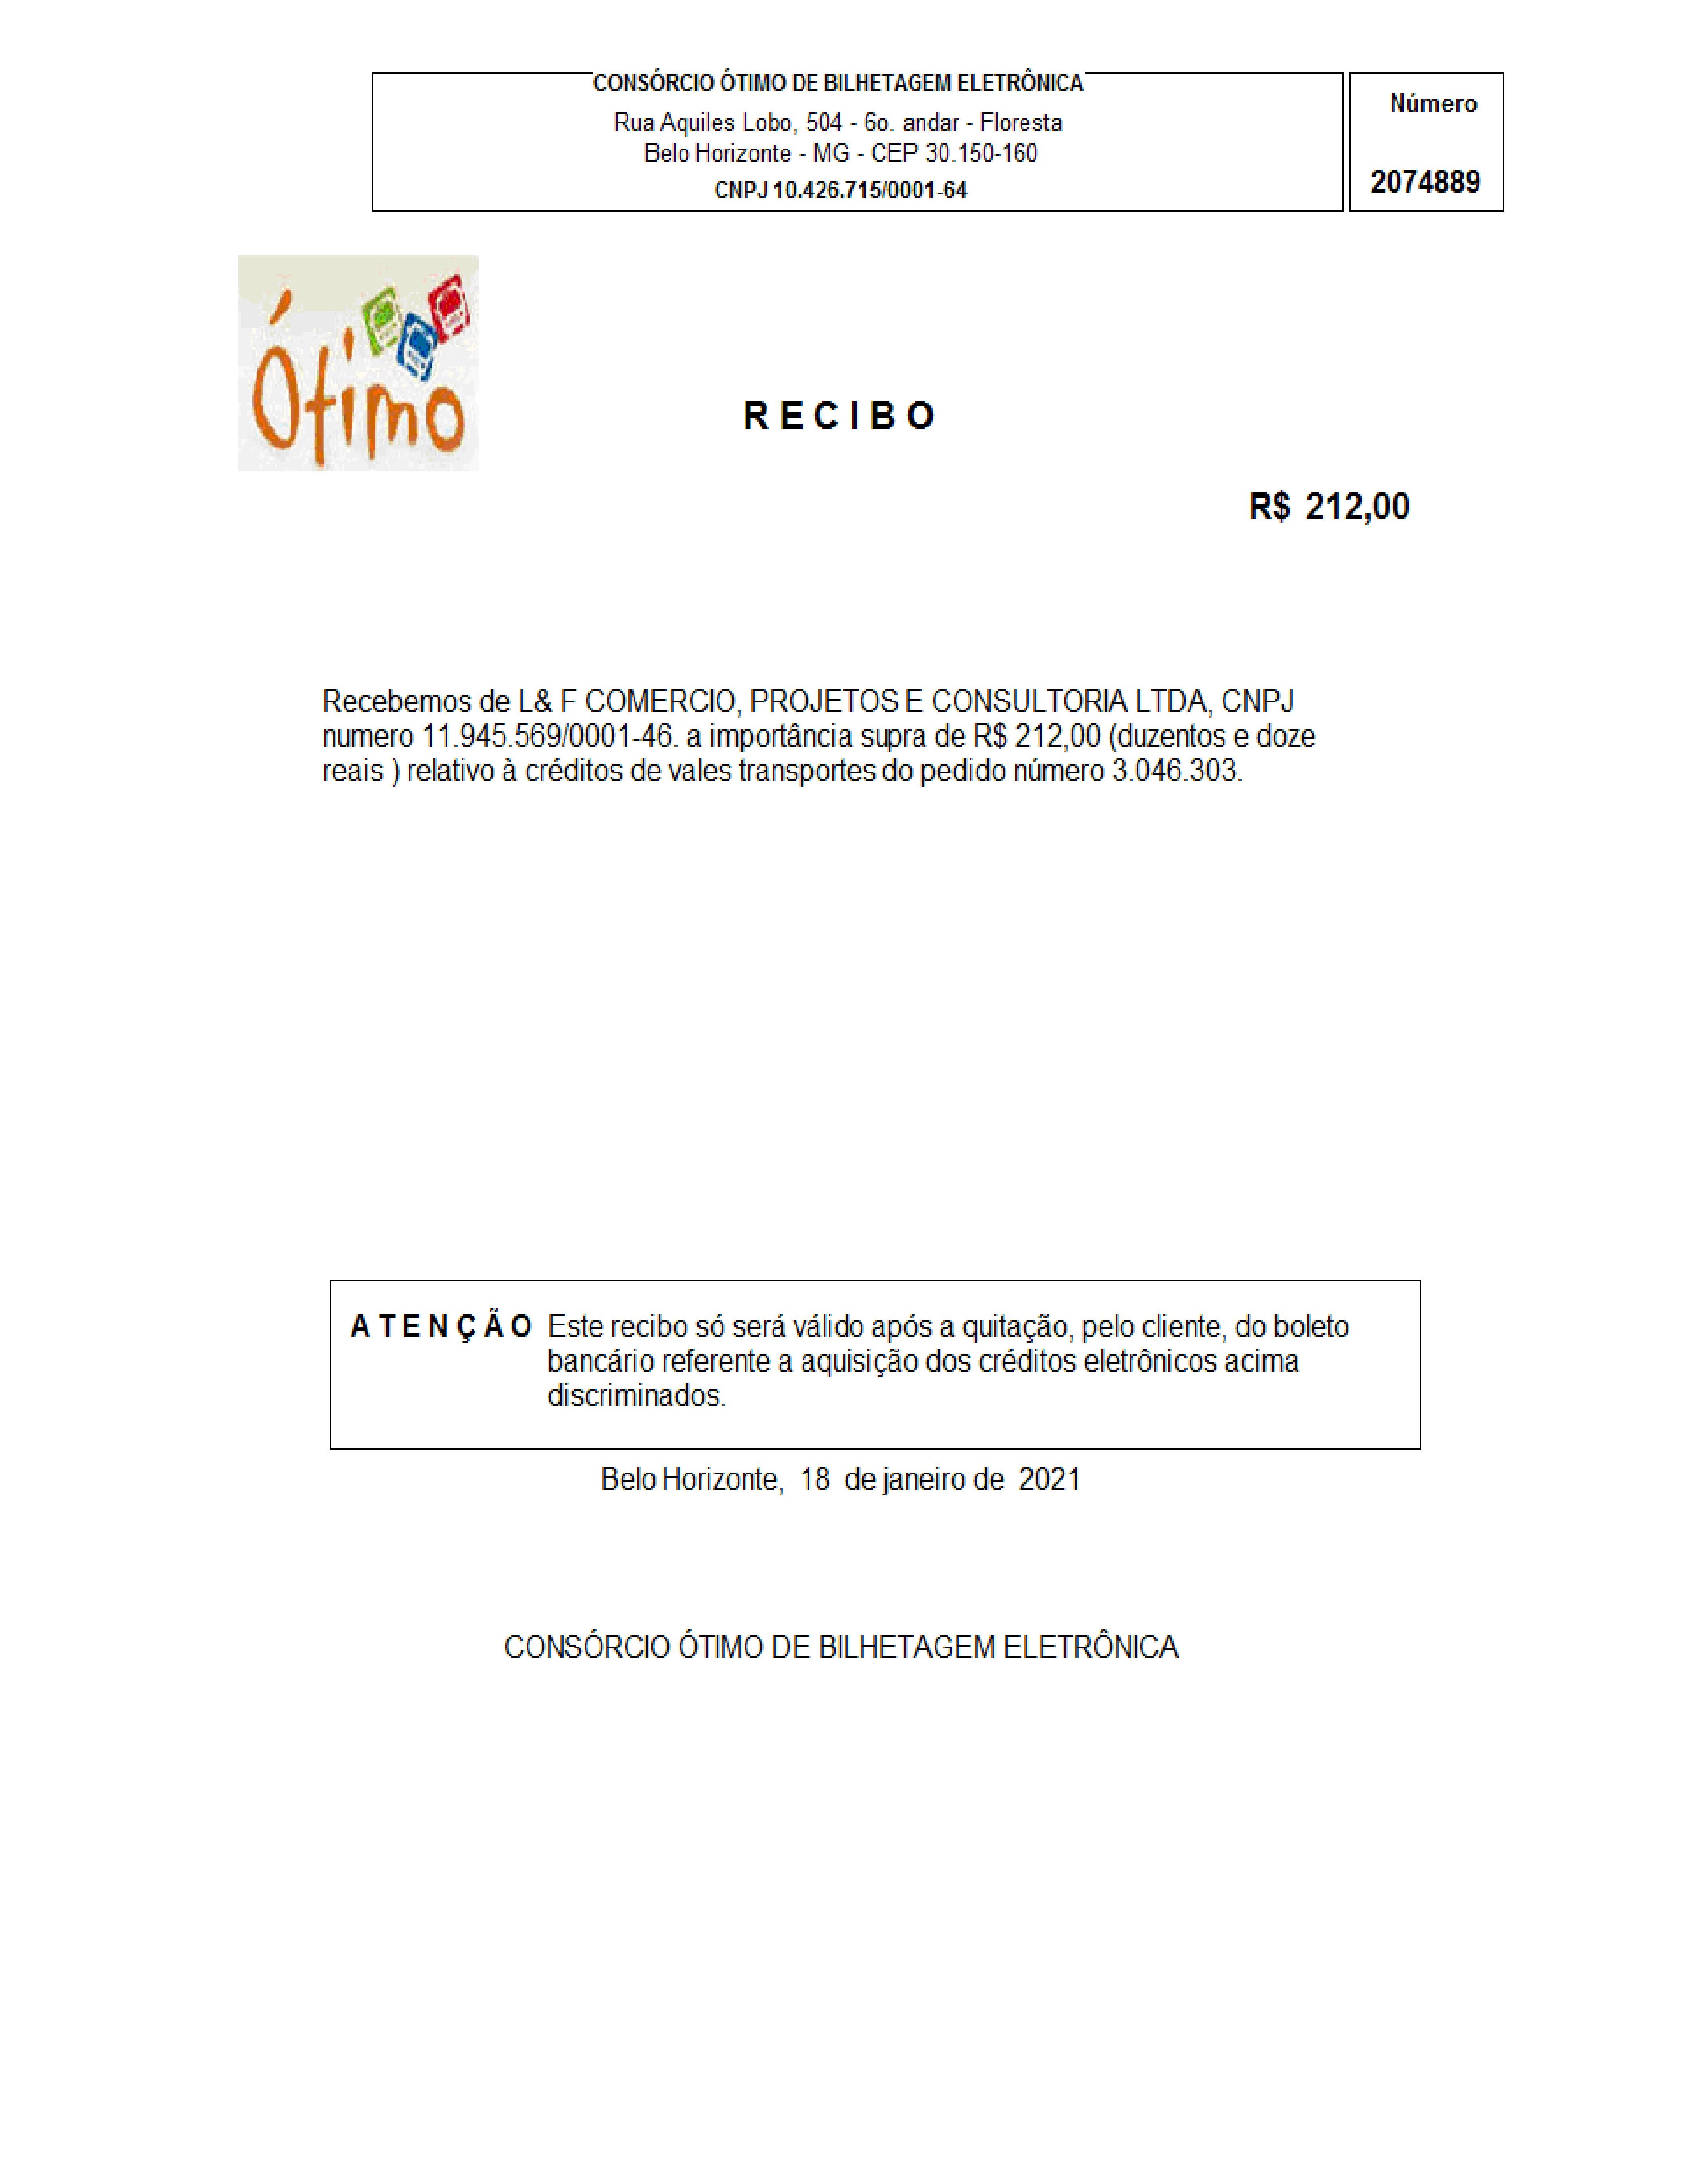 CONSÓRCIO ÓTIMO DE BILHETAGEM ELETRÔNICA
Rua Aquiles Lobo, 504 - 6o. andar - Floresta
Belo Horizonte - MG - CEP 30.150-160
CNPJ 10.426.715/0001-64
Número
2074889
Ótimo
R E C I B O
R$ 212,00
Recebemos de L& F COMERCIO, PROJETOS E CONSULTORIA LTDA, CNPJ
numero 11.945.569/0001-46. a importância supra de R$ 212,00 (duzentos e doze
reais ) relativo à créditos de vales transportes do pedido número 3.046.303.
A T E N Ç Ã O Este recibo só será válido após a quitação, pelo cliente, do boleto
bancário referente a aquisição dos créditos eletrônicos acima
discriminados.
Belo Horizonte, 18 de janeiro de 2021
CONSÓRCIO ÓTIMO DE BILHETAGEM ELETRÔNICA